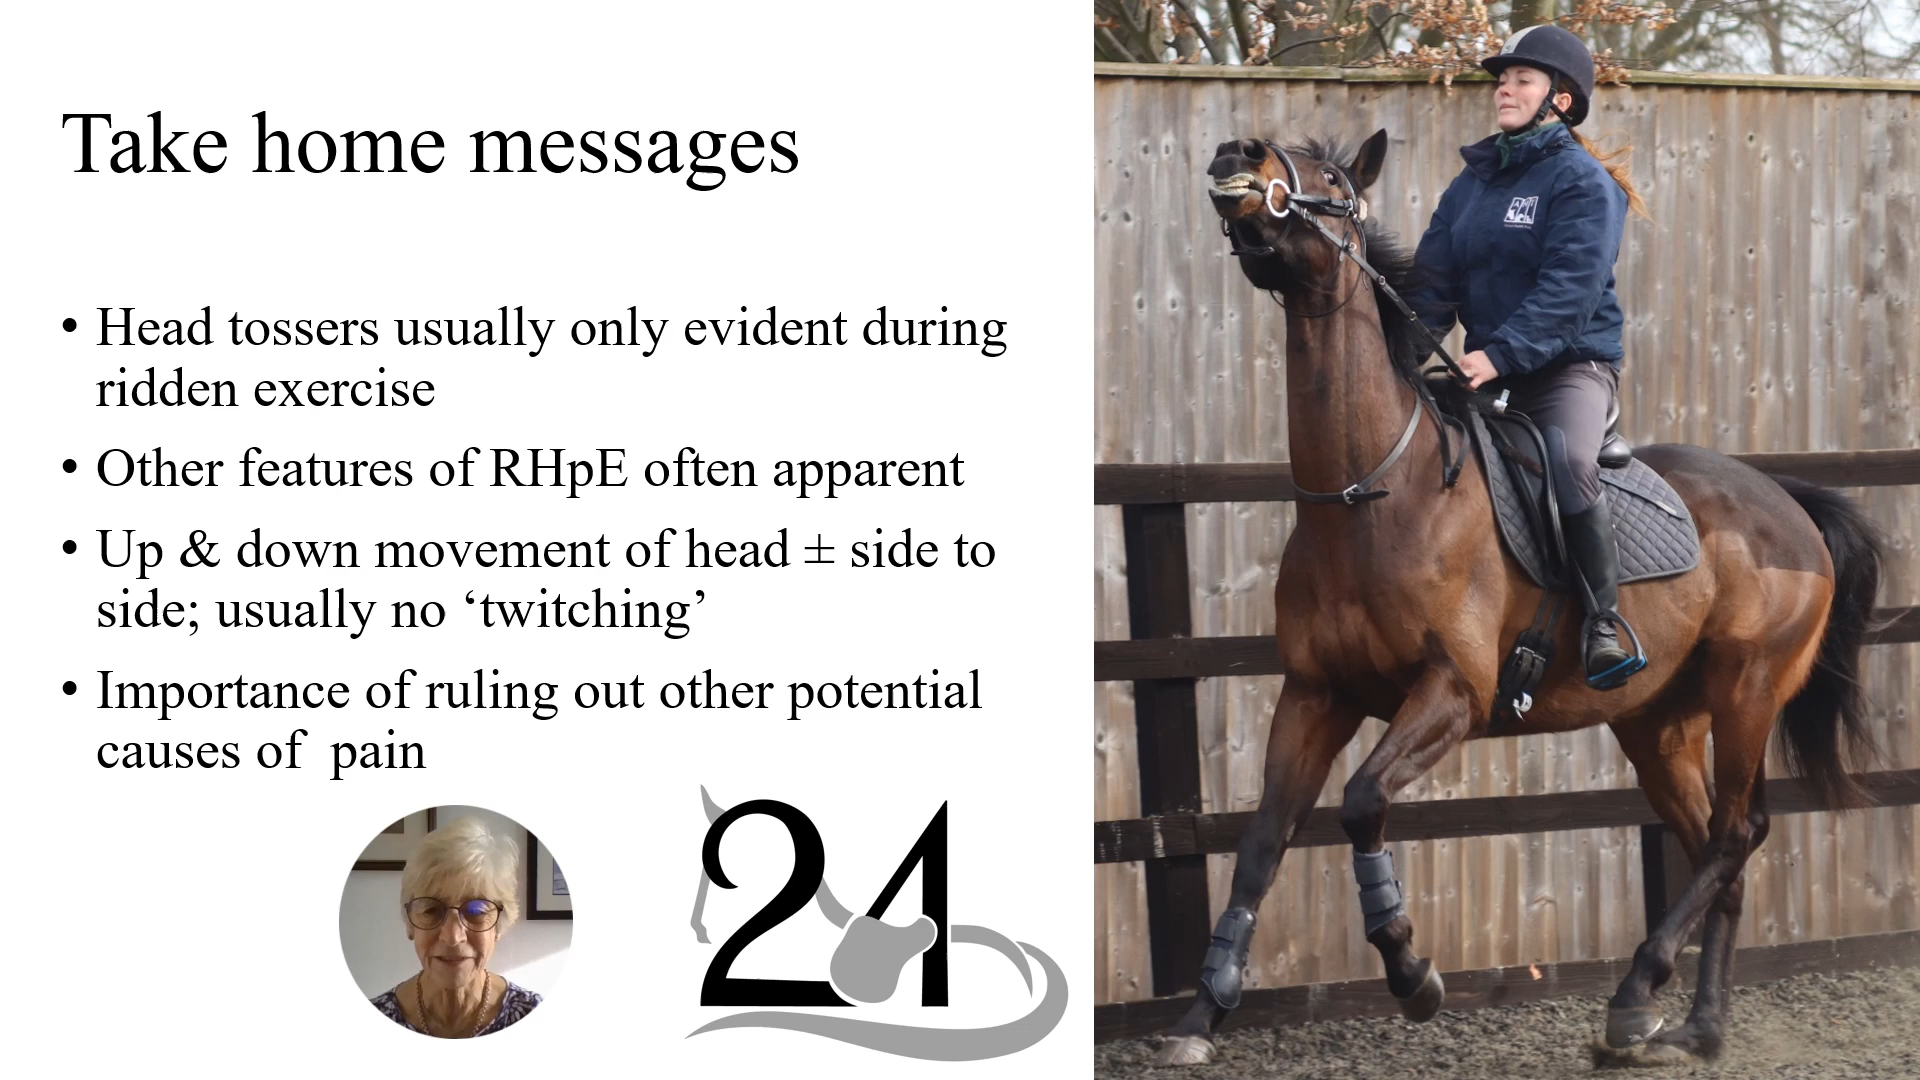 Take home messages
• Head tossers usually only evident during
ridden exercise
• Other features of RHpE often apparent
• Up & down movement of head ± side to
side; usually no ‘twitching’
• Importance of ruling out other potential
causes of  pain
24